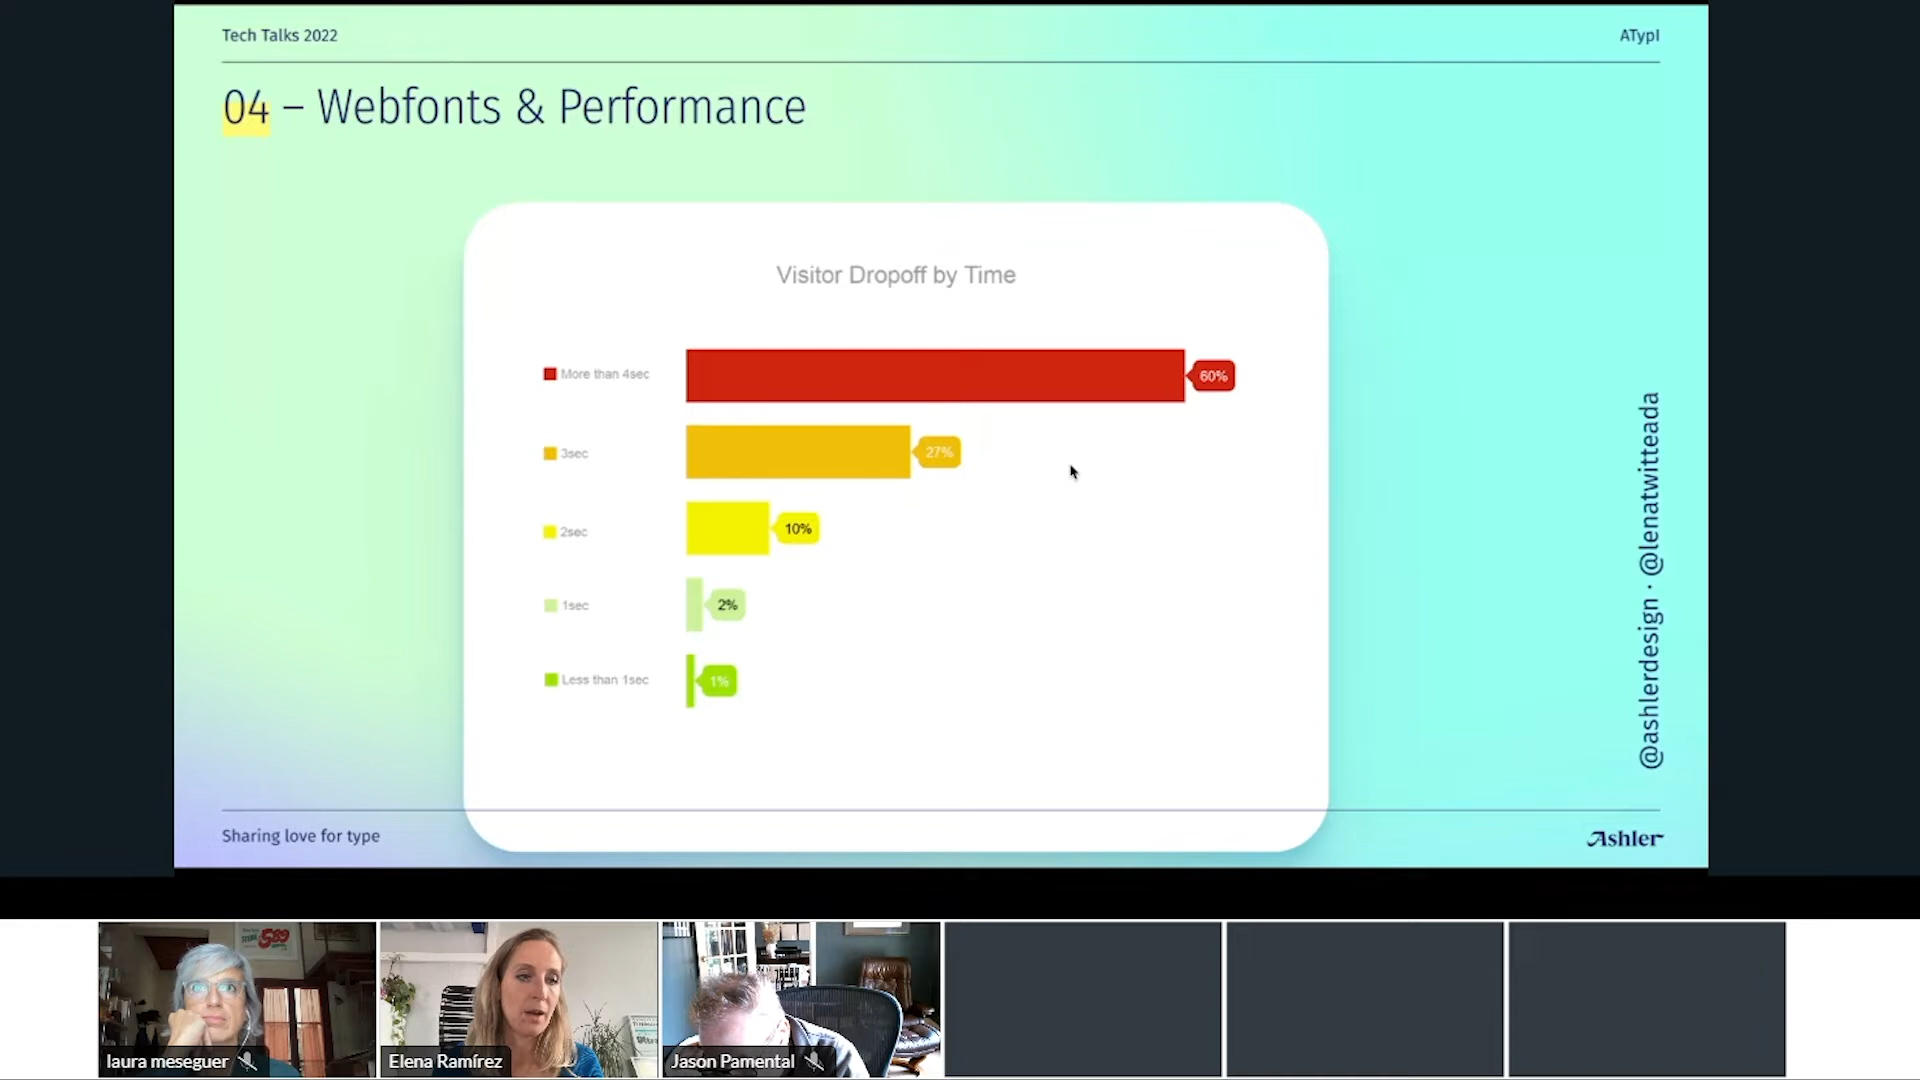 Tech Talks 2022
ATypI
04 – Webfonts & Performance
Visitor Dropoff by Time
More than 4sec
60%
3sec
27%
2sec
10%
1sec
2%
Less than 1sec
1%
@ashlerdesign · @lenatwitteada
Sharing love for type
Ashler
589
laura meseguer
Elena Ramírez
Jason Pamental